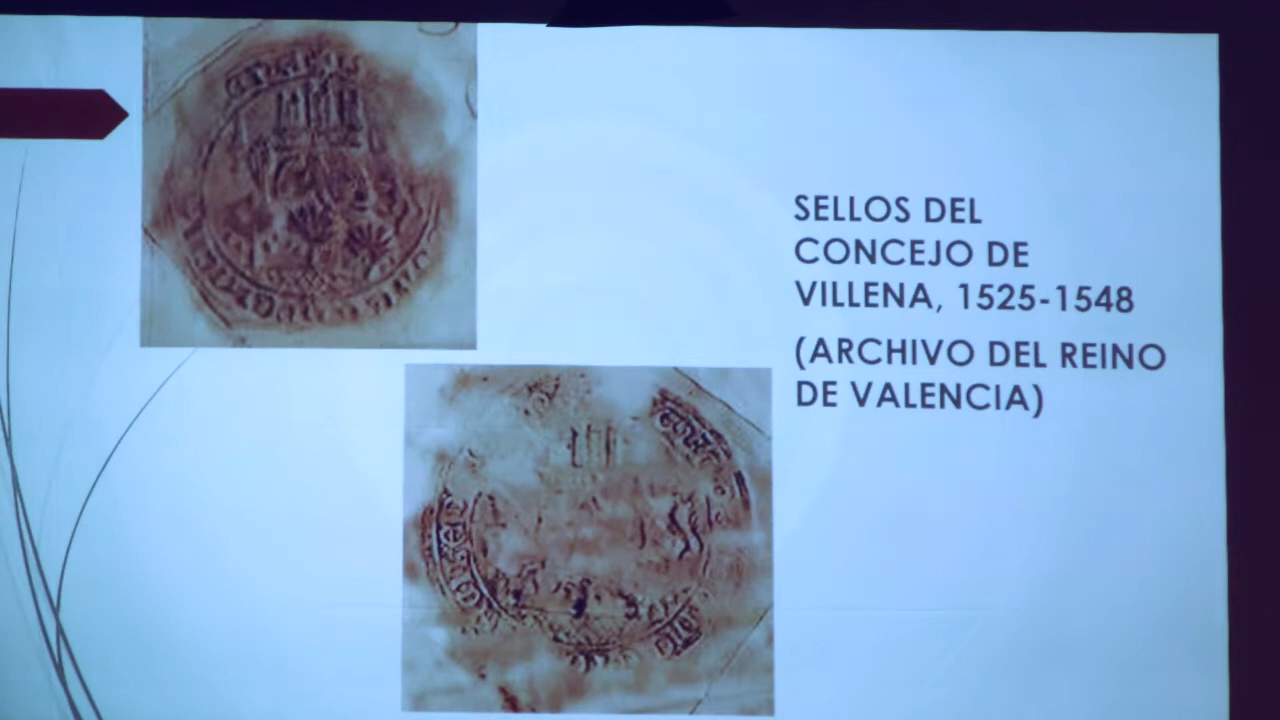 SELLOS DEL
CONCEJO DE
VILLENA, 1525-1548
(ARCHIVO DEL REINO
DE VALENCIA)